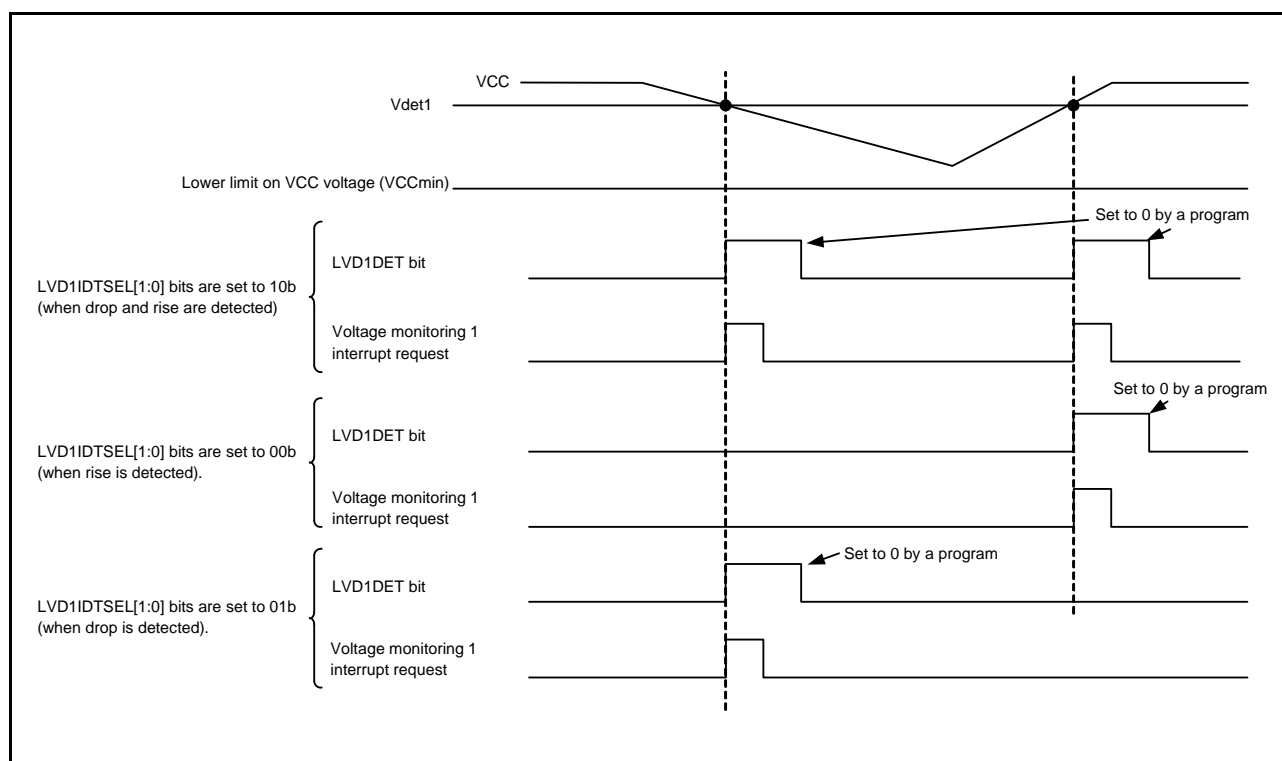 VCC
Vdet1
Lower limit on VCC voltage (VCCmin)
Set to 0 by a program
LVD1DET bit
LVD1IDTSEL[1:0] bits are set to 10b
(when drop and rise are detected)
Voltage monitoring 1
interrupt request
Set to 0 by a program
LVD1DET bit
LVD1IDTSEL[1:0] bits are set to 00b
(when rise is detected).
Voltage monitoring 1
interrupt request
Set to 0 by a program
LVD1DET bit
LVD1IDTSEL[1:0] bits are set to 01b
(when drop is detected).
Voltage monitoring 1
interrupt request